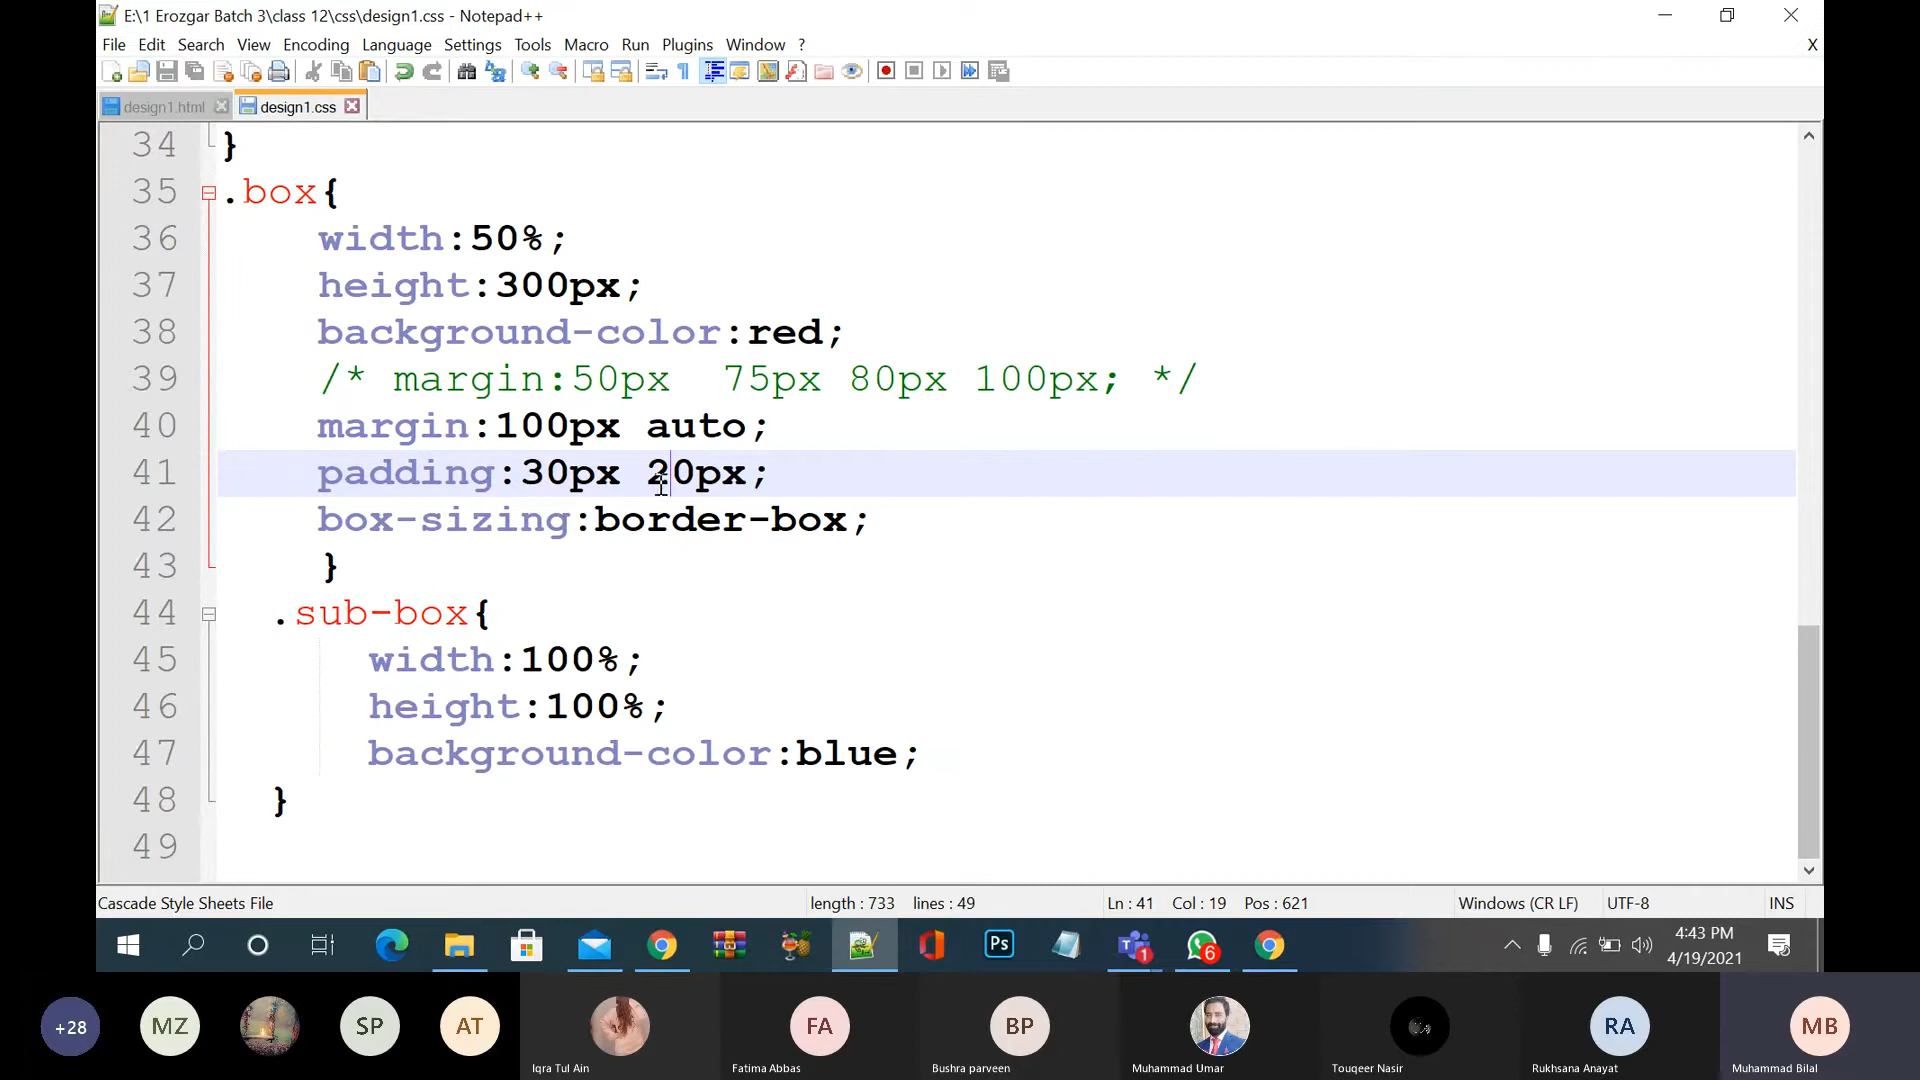 E:\1 Erozgar Batch 3\class 12\css\design1.css - Notepad++
File Edit Search View Encoding Language Settings Tools Macro Run Plugins Window ? X
design1.html design1.css
34 }
35 .box{
36 width:50%;
37 height:300px;
38 background-color:red;
39 /* margin:50px  75px 80px 100px; */
40 margin:100px auto;
41 padding:30px 20px;
42 box-sizing:border-box;
43 }
44 .sub-box{
45 width:100%;
46 height:100%;
47 background-color:blue;
48 }
49
Cascade Style Sheets File length : 733 lines : 49 Ln : 41 Col : 19 Pos : 621 Windows (CR LF) UTF-8 INS
Ps 1 6 4:43 PM
4/19/2021
+28 MZ SP AT FA BP RA MB
Iqra Tul Ain Fatima Abbas Bushra parveen Muhammad Umar Touqeer Nasir Rukhsana Anayat Muhammad Bilal